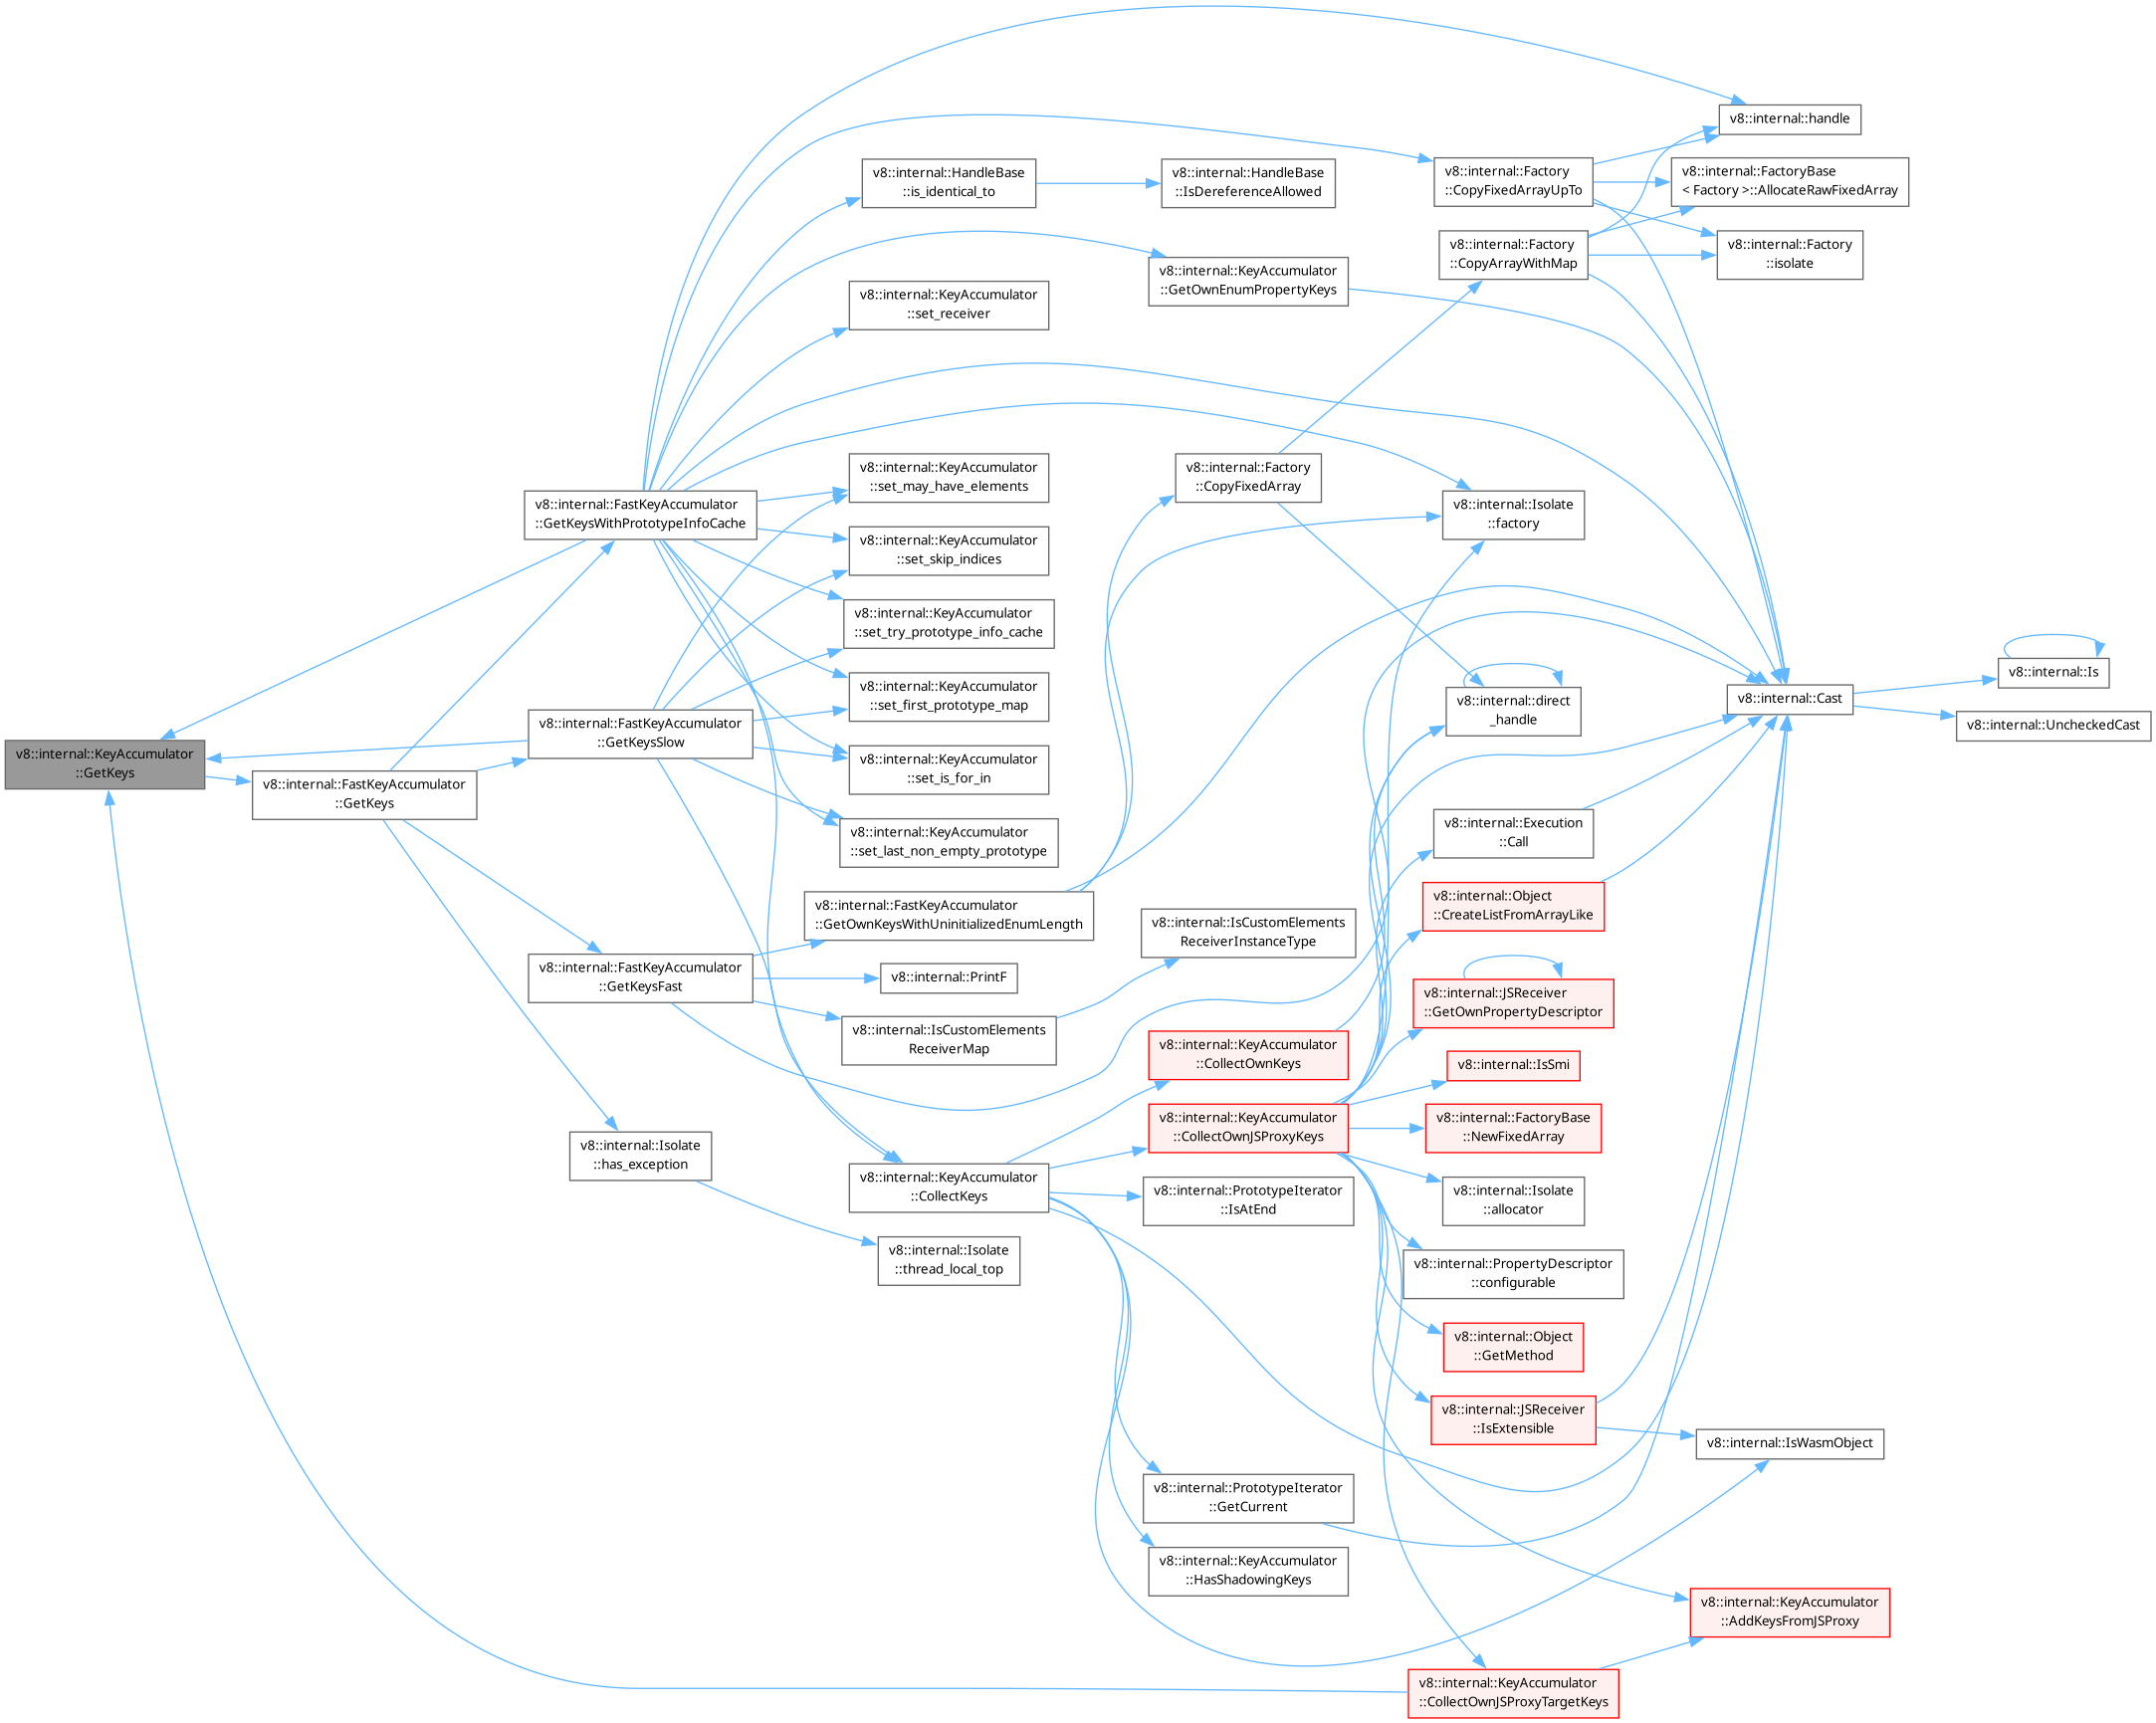 v8::internal::KeyAccumulator
::GetKeys
v8::internal::FastKeyAccumulator
::GetKeys
v8::internal::FastKeyAccumulator
::GetKeysWithPrototypeInfoCache
v8::internal::FastKeyAccumulator
::GetKeysSlow
v8::internal::FastKeyAccumulator
::GetKeysFast
v8::internal::Isolate
::has_exception
v8::internal::HandleBase
::is_identical_to
v8::internal::KeyAccumulator
::set_receiver
v8::internal::KeyAccumulator
::set_may_have_elements
v8::internal::KeyAccumulator
::set_skip_indices
v8::internal::KeyAccumulator
::set_try_prototype_info_cache
v8::internal::KeyAccumulator
::set_first_prototype_map
v8::internal::KeyAccumulator
::set_is_for_in
v8::internal::KeyAccumulator
::set_last_non_empty_prototype
v8::internal::FastKeyAccumulator
::GetOwnKeysWithUninitializedEnumLength
v8::internal::PrintF
v8::internal::IsCustomElements
ReceiverMap
v8::internal::KeyAccumulator
::CollectKeys
v8::internal::Isolate
::thread_local_top
v8::internal::HandleBase
::IsDereferenceAllowed
v8::internal::KeyAccumulator
::GetOwnEnumPropertyKeys
v8::internal::Factory
::CopyFixedArray
v8::internal::IsCustomElements
ReceiverInstanceType
v8::internal::KeyAccumulator
::CollectOwnKeys
v8::internal::KeyAccumulator
::CollectOwnJSProxyKeys
v8::internal::PrototypeIterator
::IsAtEnd
v8::internal::PrototypeIterator
::GetCurrent
v8::internal::KeyAccumulator
::HasShadowingKeys
v8::internal::Factory
::CopyFixedArrayUpTo
v8::internal::Factory
::CopyArrayWithMap
v8::internal::Isolate
::factory
v8::internal::direct
_handle
v8::internal::Execution
::Call
v8::internal::Object
::CreateListFromArrayLike
v8::internal::JSReceiver
::GetOwnPropertyDescriptor
v8::internal::IsSmi
v8::internal::FactoryBase
::NewFixedArray
v8::internal::Isolate
::allocator
v8::internal::PropertyDescriptor
::configurable
v8::internal::Object
::GetMethod
v8::internal::JSReceiver
::IsExtensible
v8::internal::KeyAccumulator
::CollectOwnJSProxyTargetKeys
v8::internal::handle
v8::internal::FactoryBase
< Factory >::AllocateRawFixedArray
v8::internal::Factory
::isolate
v8::internal::Cast
v8::internal::IsWasmObject
v8::internal::KeyAccumulator
::AddKeysFromJSProxy
v8::internal::Is
v8::internal::UncheckedCast